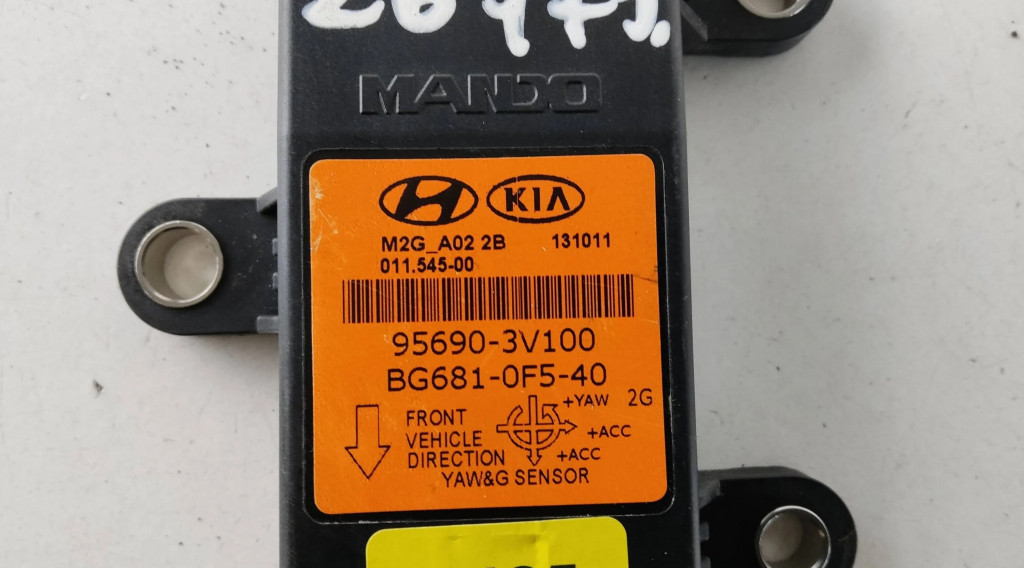 MANDO
KIA
M2G_A02 2B 131011
011.545-00
95690-3V100
BG681-0F5-40
+YAW 2G
FRONT
VEHICLE +ACC
DIRECTION +ACC
YAW&G SENSOR